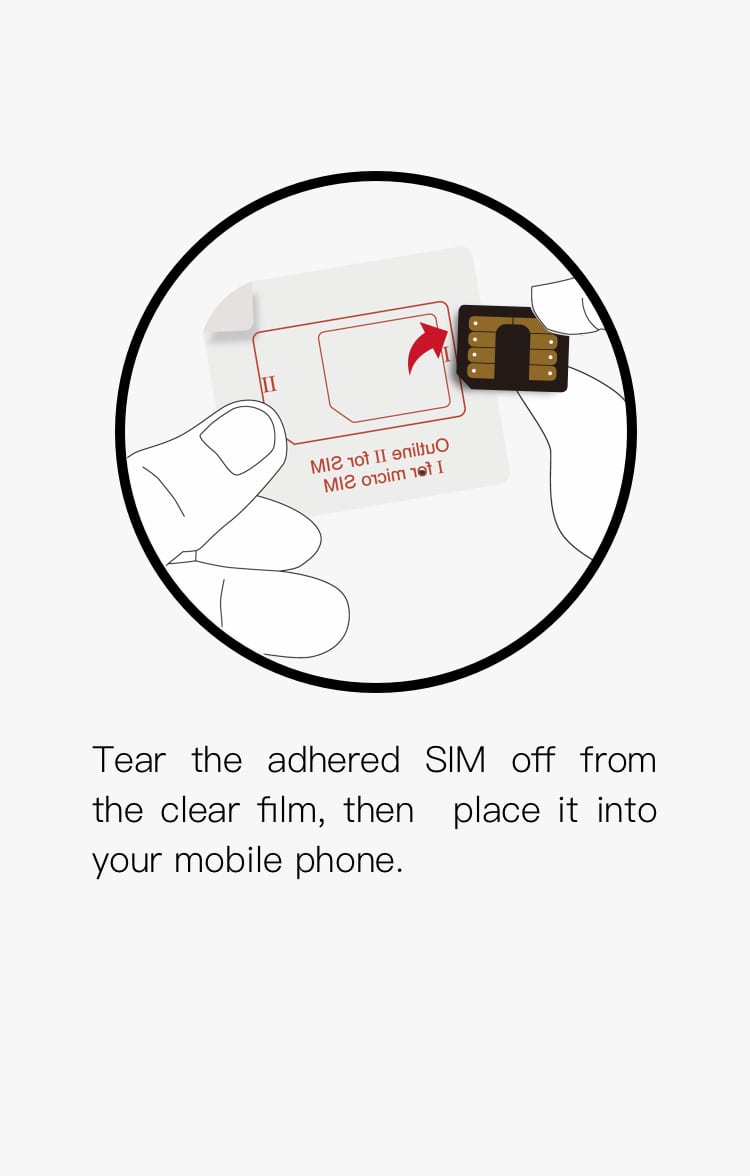 II
I
Outline II for SIM
I for micro SIM
Tear the adhered SIM off from
the clear film, then place it into
your mobile phone.